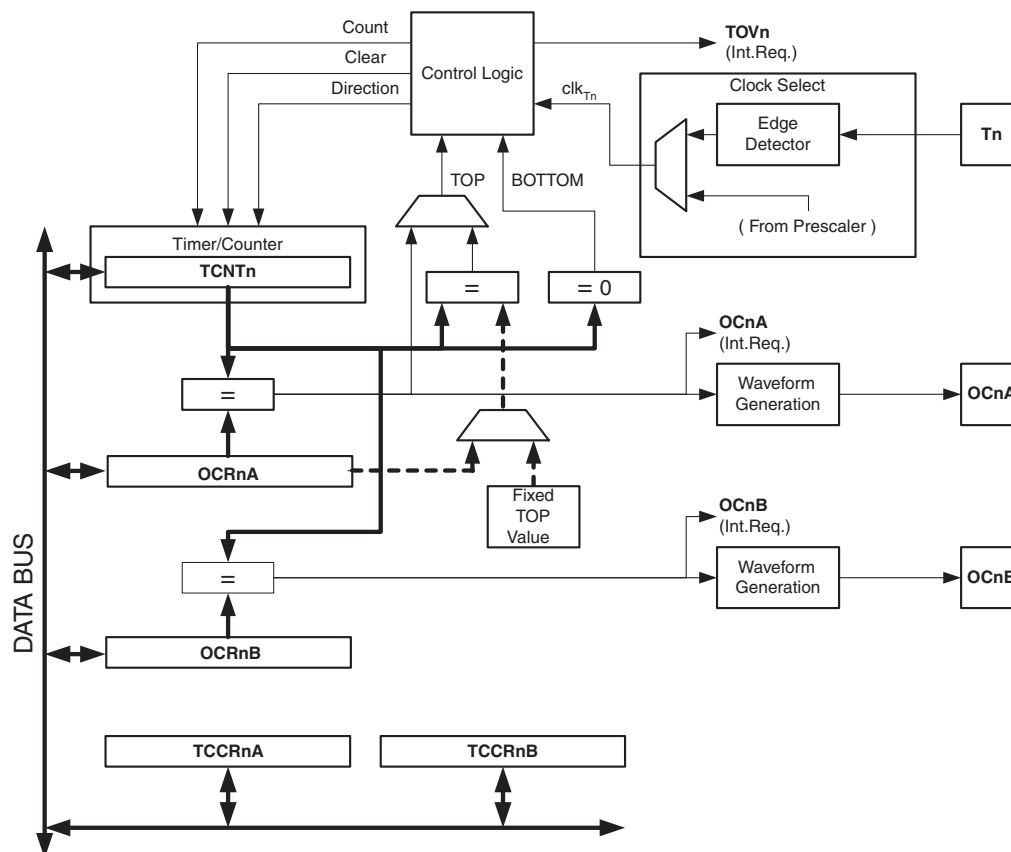 Count
Clear
Direction
Control Logic
TOVn
(Int.Req.)
clkTn
Clock Select
Edge
Detector
Tn
( From Prescaler )
TOP
BOTTOM
Timer/Counter
TCNTn
=
= 0
OCnA
(Int.Req.)
=
Waveform
Generation
OCnA
OCRnA
Fixed
TOP
Value
OCnB
(Int.Req.)
=
Waveform
Generation
OCnB
OCRnB
DATA BUS
TCCRnA
TCCRnB